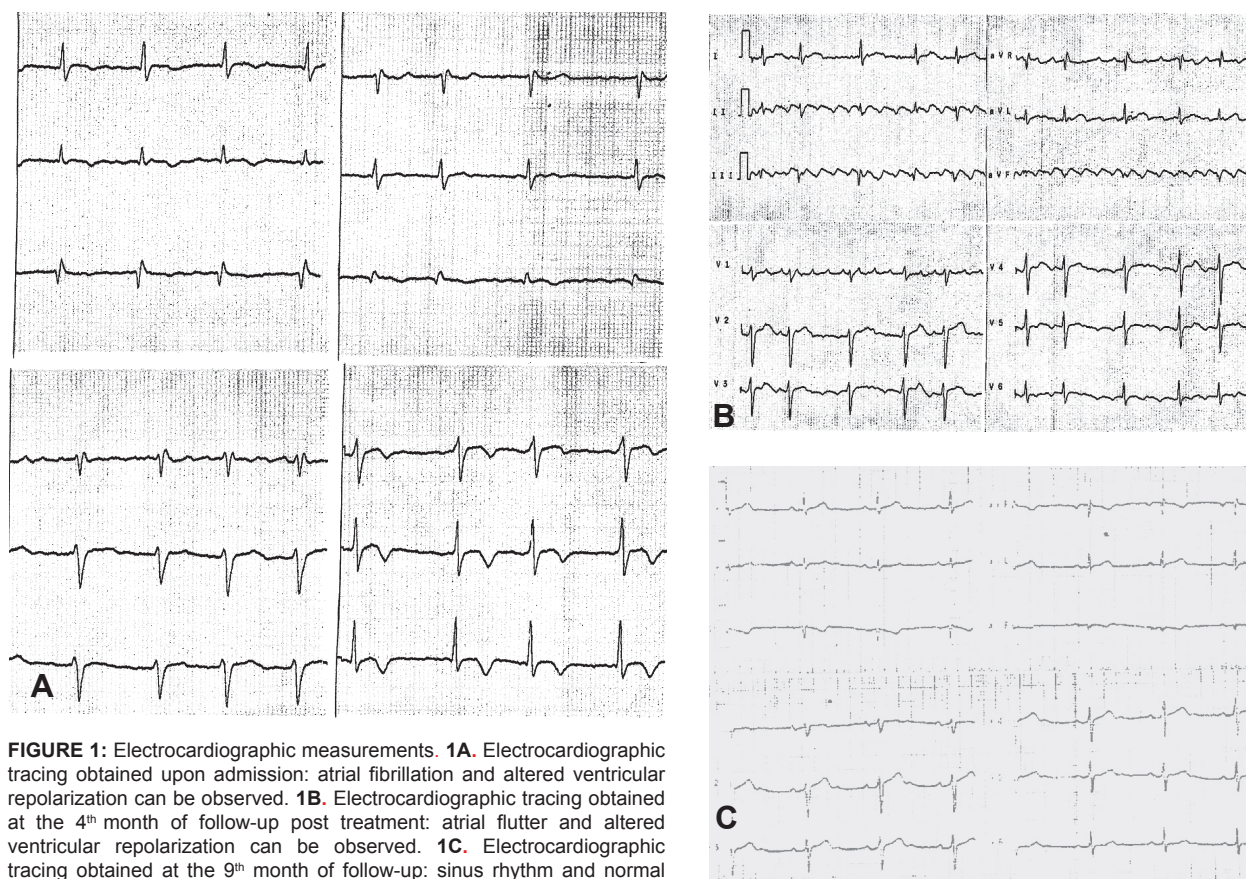 A
FIGURE 1: Electrocardiographic measurements. 1A. Electrocardiographic
tracing obtained upon admission: atrial fibrillation and altered ventricular
repolarization can be observed. 1B. Electrocardiographic tracing obtained
at the 4th month of follow-up post treatment: atrial flutter and altered
ventricular repolarization can be observed. 1C. Electrocardiographic
tracing obtained at the 9th month of follow-up: sinus rhythm and normal
I
aVR
II
aVL
III
aVF
V1
V4
V2
V5
V3
V6
B
C